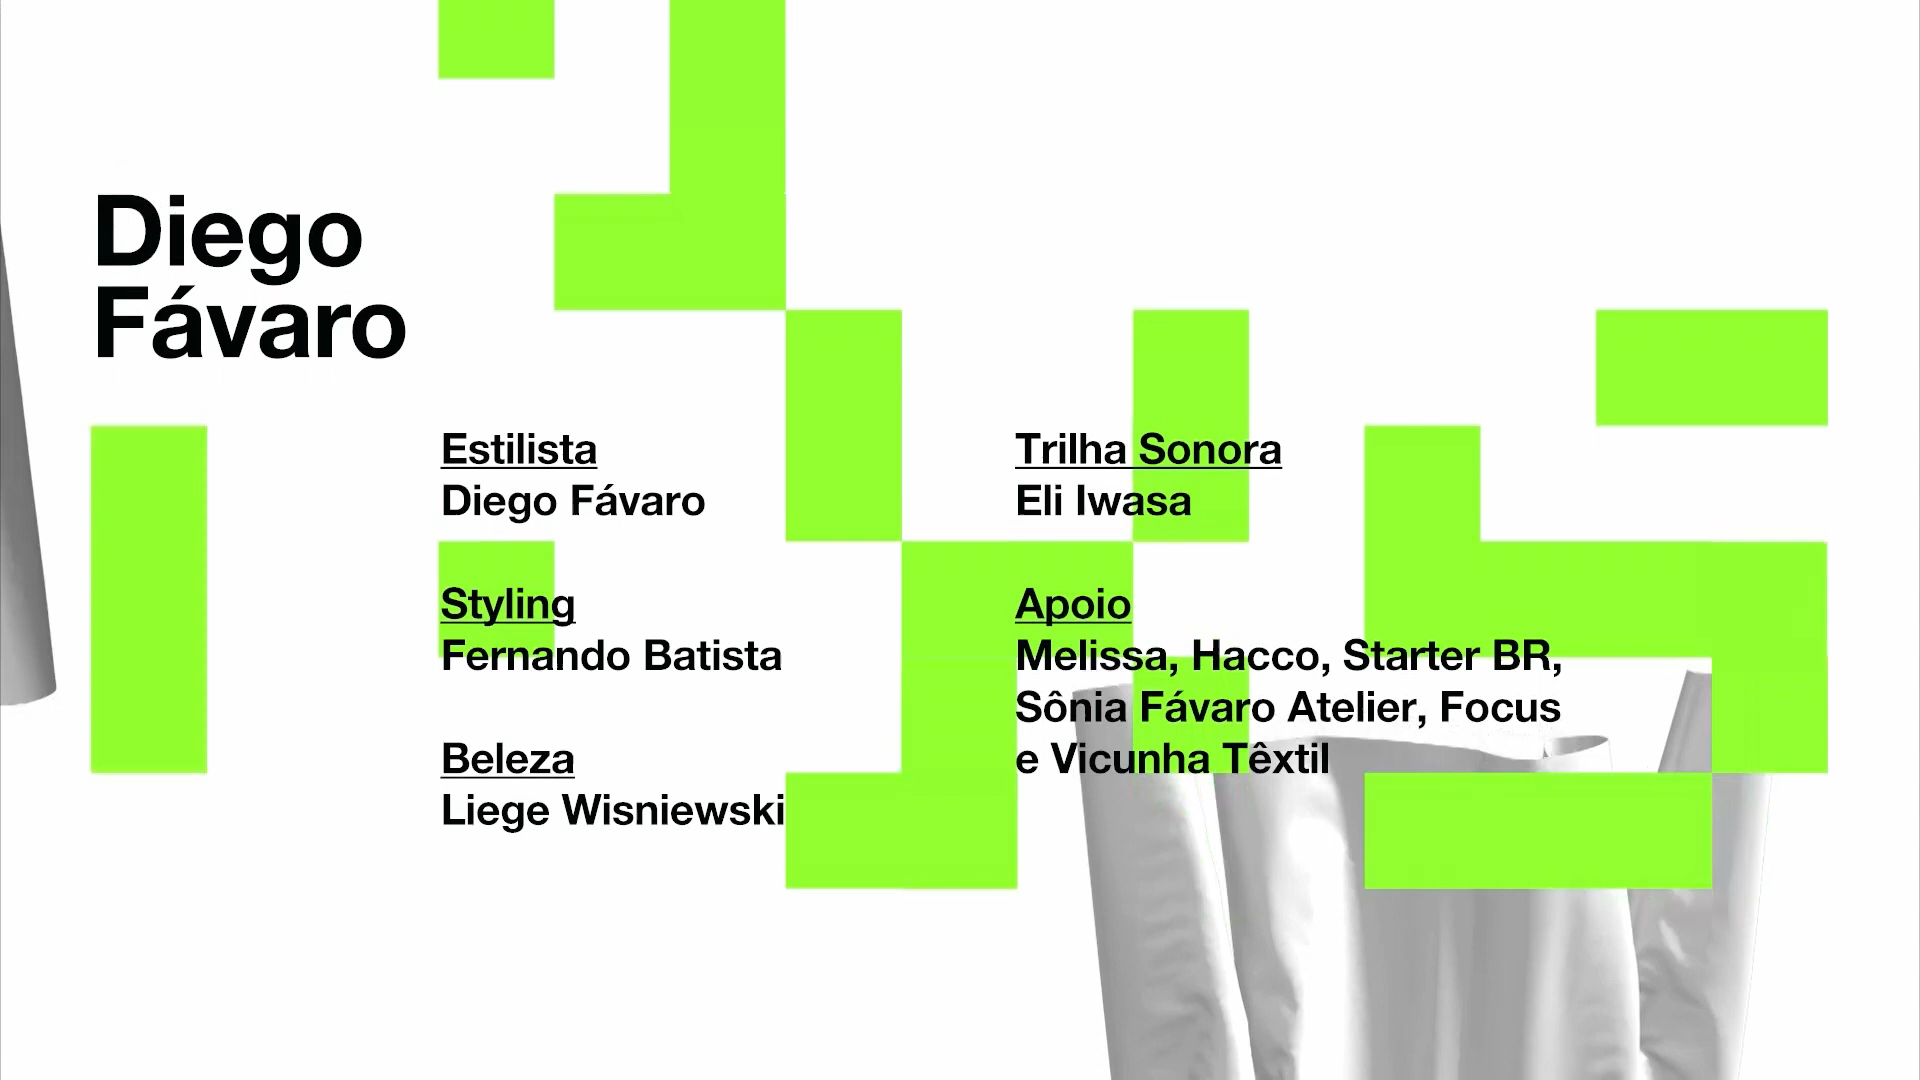 Diego
Fávaro
Estilista
Diego Fávaro
Styling
Fernando Batista
Beleza
Liege Wisniewski
Trilha Sonora
Eli Iwasa
Apoio
Melissa, Hacco, Starter BR,
Sônia Fávaro Atelier, Focus
e Vicunha Têxtil